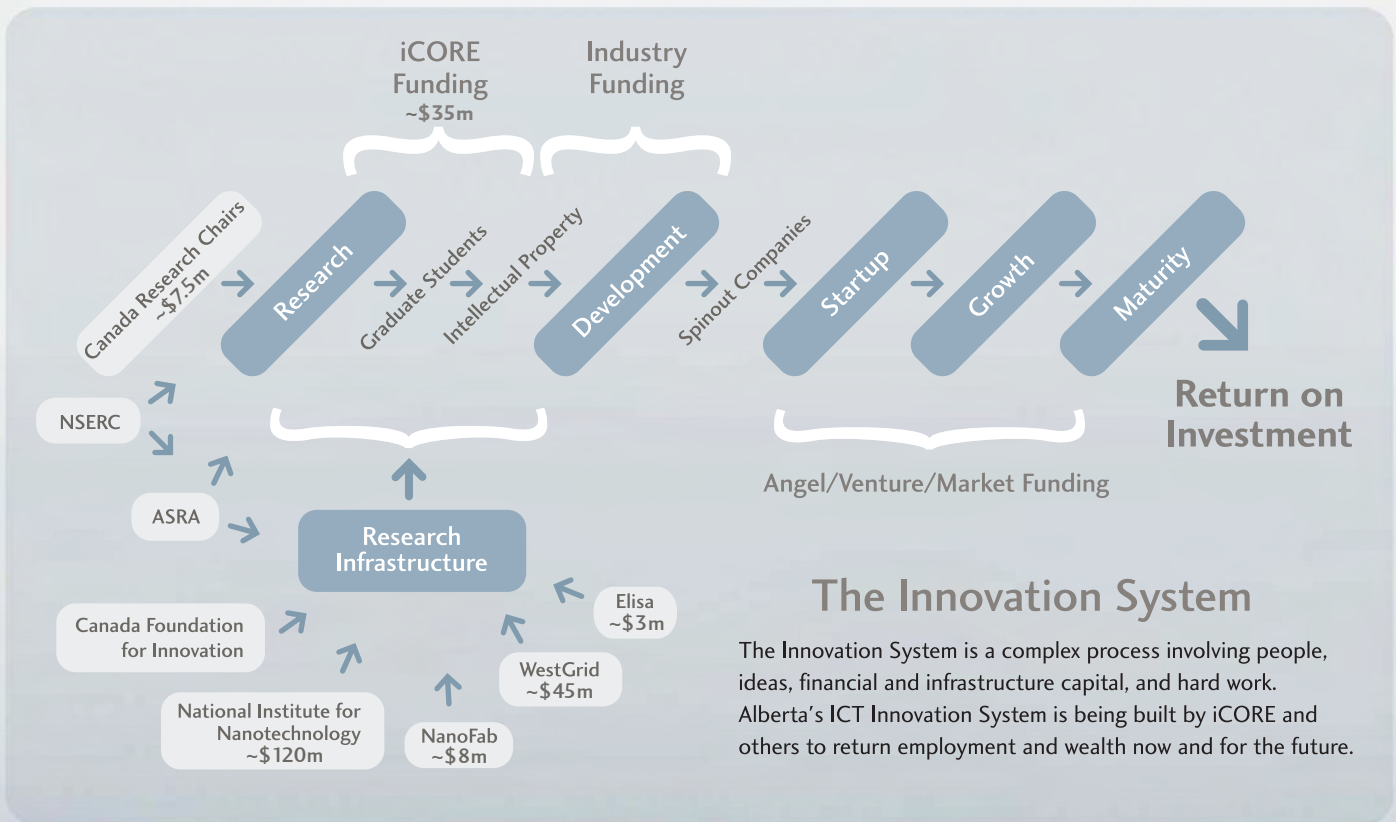 iCORE
Funding
~$35m
Industry
Funding
Canada Research Chairs
~$7.5m
Research
Graduate Students
Intellectual Property
Development
Spinout Companies
Startup
Growth
Maturity
Return on
Investment
NSERC
ASRA
Angel/Venture/Market Funding
Research
Infrastructure
Canada Foundation
for Innovation
National Institute for
Nanotechnology
~$120m
NanoFab
~$8m
WestGrid
~$45m
Elisa
~$3m
The Innovation System
The Innovation System is a complex process involving people,
ideas, financial and infrastructure capital, and hard work.
Alberta's ICT Innovation System is being built by iCORE and
others to return employment and wealth now and for the future.